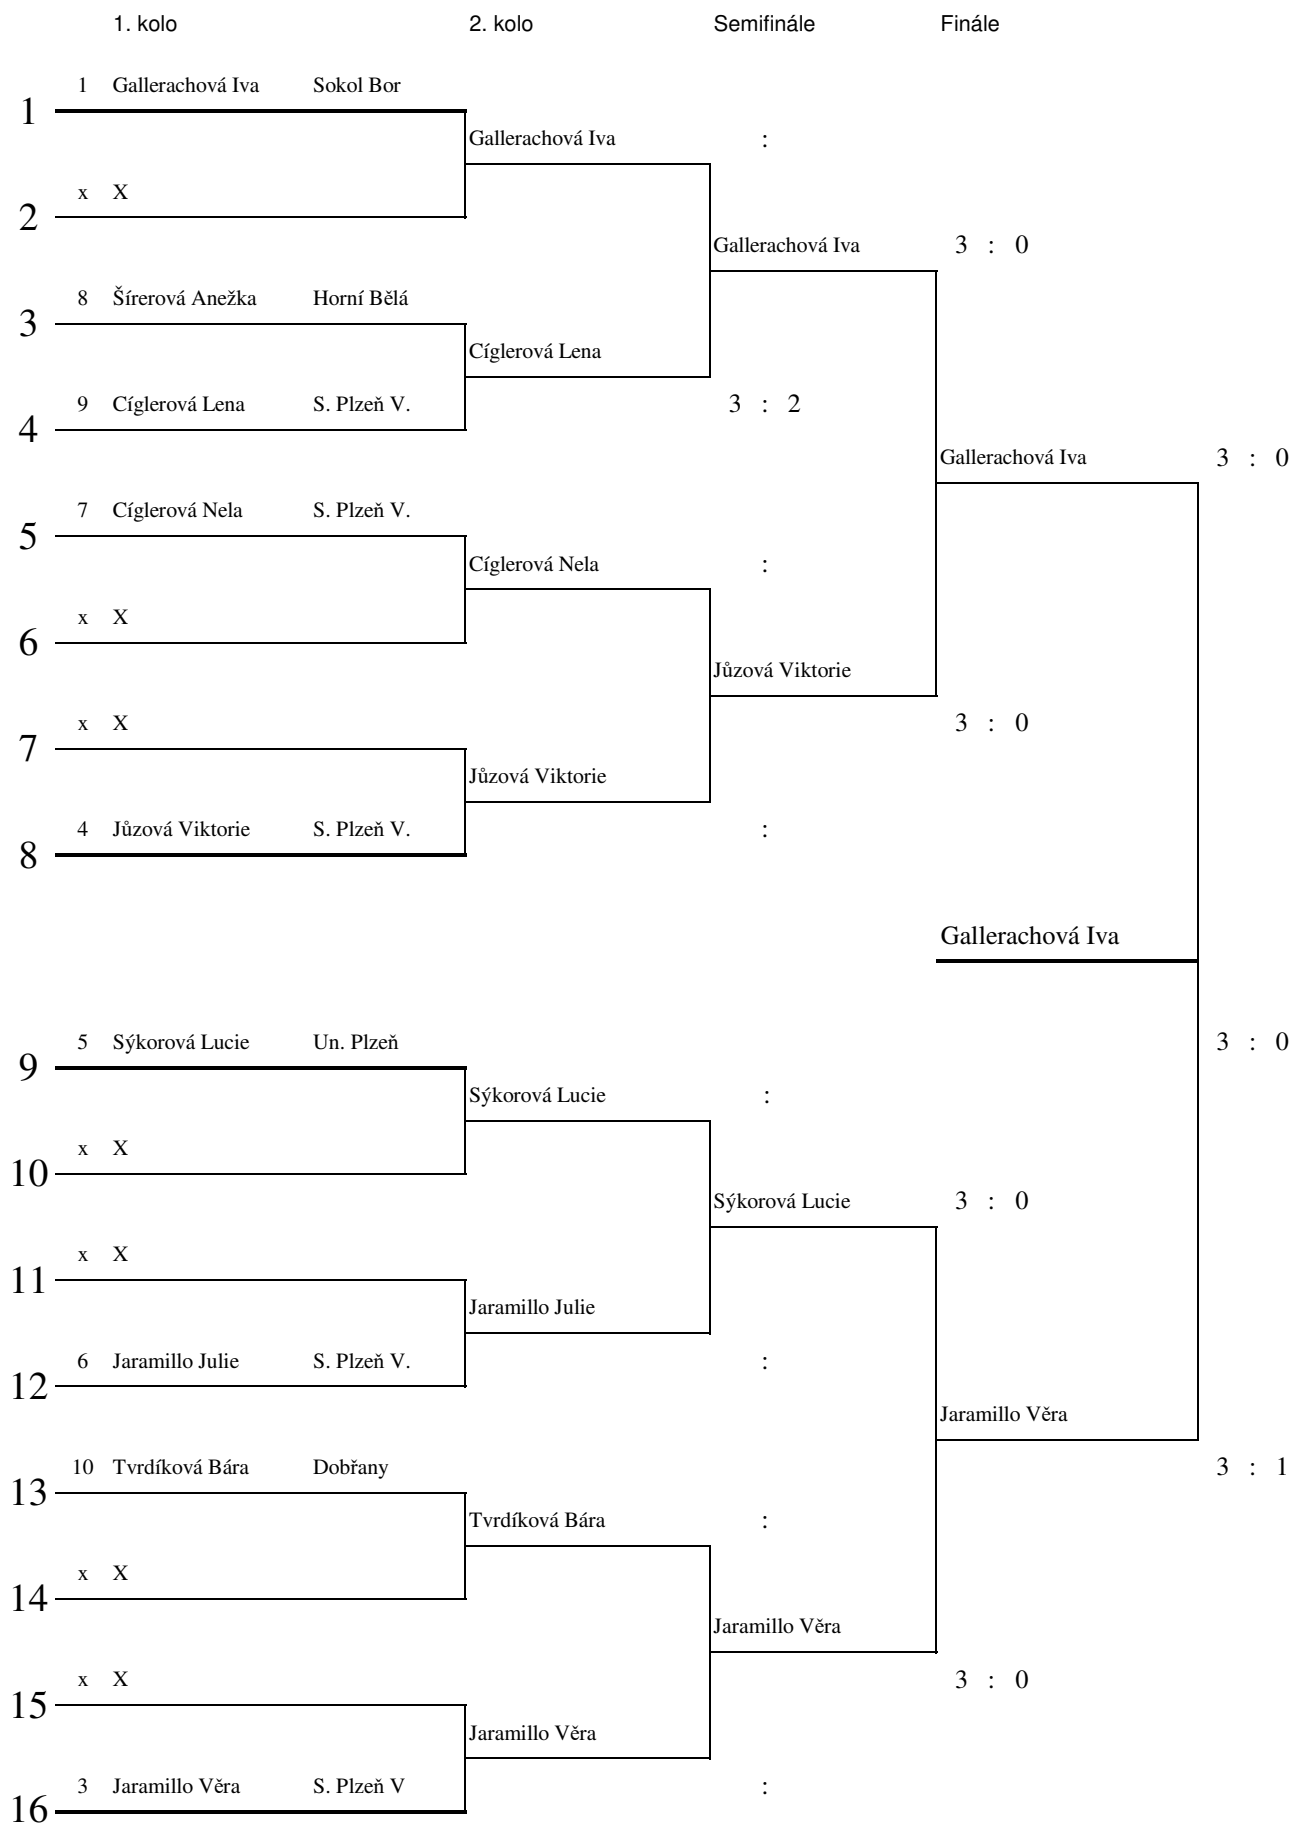 1. kolo 2. kolo Semifinále Finále
1 Gallerachová Iva Sokol Bor
1
Gallerachová Iva :
x X
2
Gallerachová Iva 3 : 0
8 Šírerová Anežka Horní Bělá
3
Cíglerová Lena
9 Cíglerová Lena S. Plzeň V. 3 : 2
4
Gallerachová Iva 3 : 0
7 Cíglerová Nela S. Plzeň V.
5
Cíglerová Nela :
x X
6
Jůzová Viktorie
x X 3 : 0
7
Jůzová Viktorie
4 Jůzová Viktorie S. Plzeň V. :
8
Gallerachová Iva
5 Sýkorová Lucie Un. Plzeň 3 : 0
9
Sýkorová Lucie :
x X
10
Sýkorová Lucie 3 : 0
x X
11
Jaramillo Julie
6 Jaramillo Julie S. Plzeň V. :
12
Jaramillo Věra
10 Tvrdíková Bára Dobřany 3 : 1
13
Tvrdíková Bára :
x X
14
Jaramillo Věra
x X 3 : 0
15
Jaramillo Věra
3 Jaramillo Věra S. Plzeň V :
16